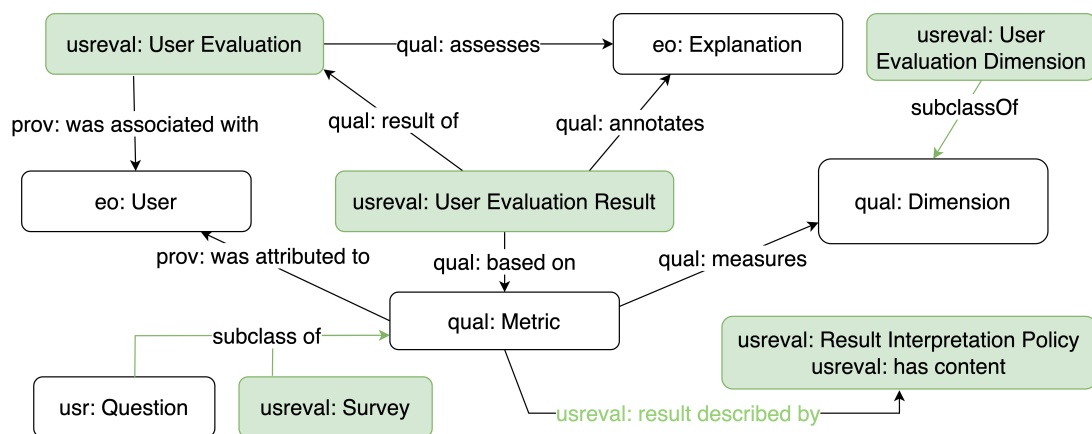 usreval: User Evaluation
qual: assesses
eo: Explanation
usreval: User
Evaluation Dimension
prov: was associated with
qual: result of
qual: annotates
subclassOf
eo: User
usreval: User Evaluation Result
qual: Dimension
prov: was attributed to
qual: based on
qual: measures
subclass of
qual: Metric
usreval: Result Interpretation Policy
usreval: has content
usr: Question
usreval: Survey
usreval: result described by